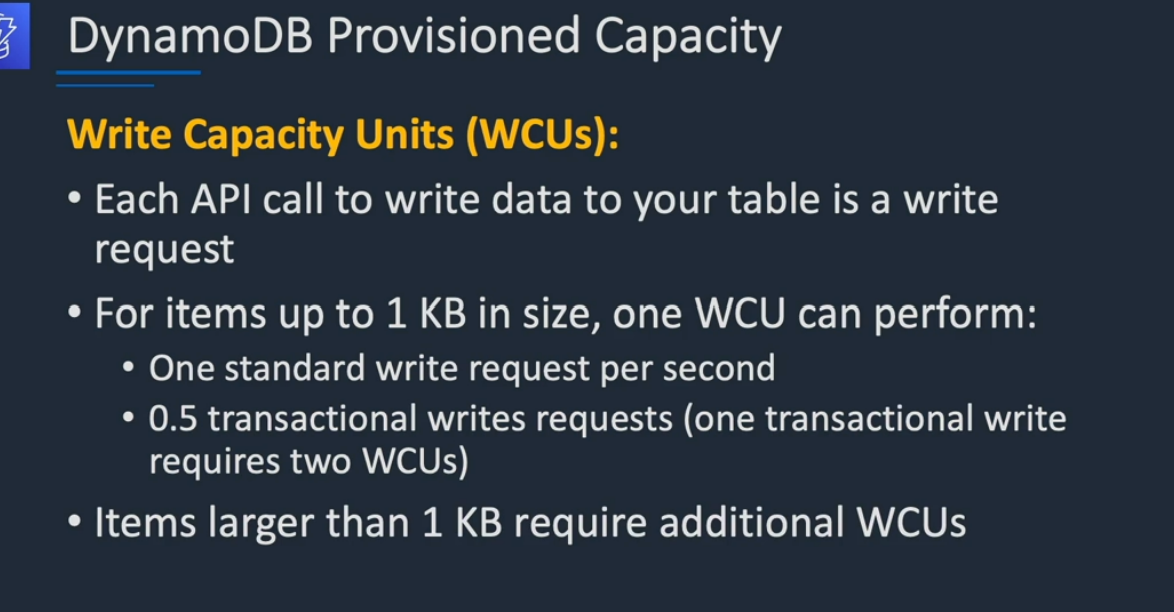 DynamoDB Provisioned Capacity
Write Capacity Units (WCUs):
• Each API call to write data to your table is a write
request
• For items up to 1 KB in size, one WCU can perform:
• One standard write request per second
• 0.5 transactional writes requests (one transactional write
requires two WCUs)
• Items larger than 1 KB require additional WCUs